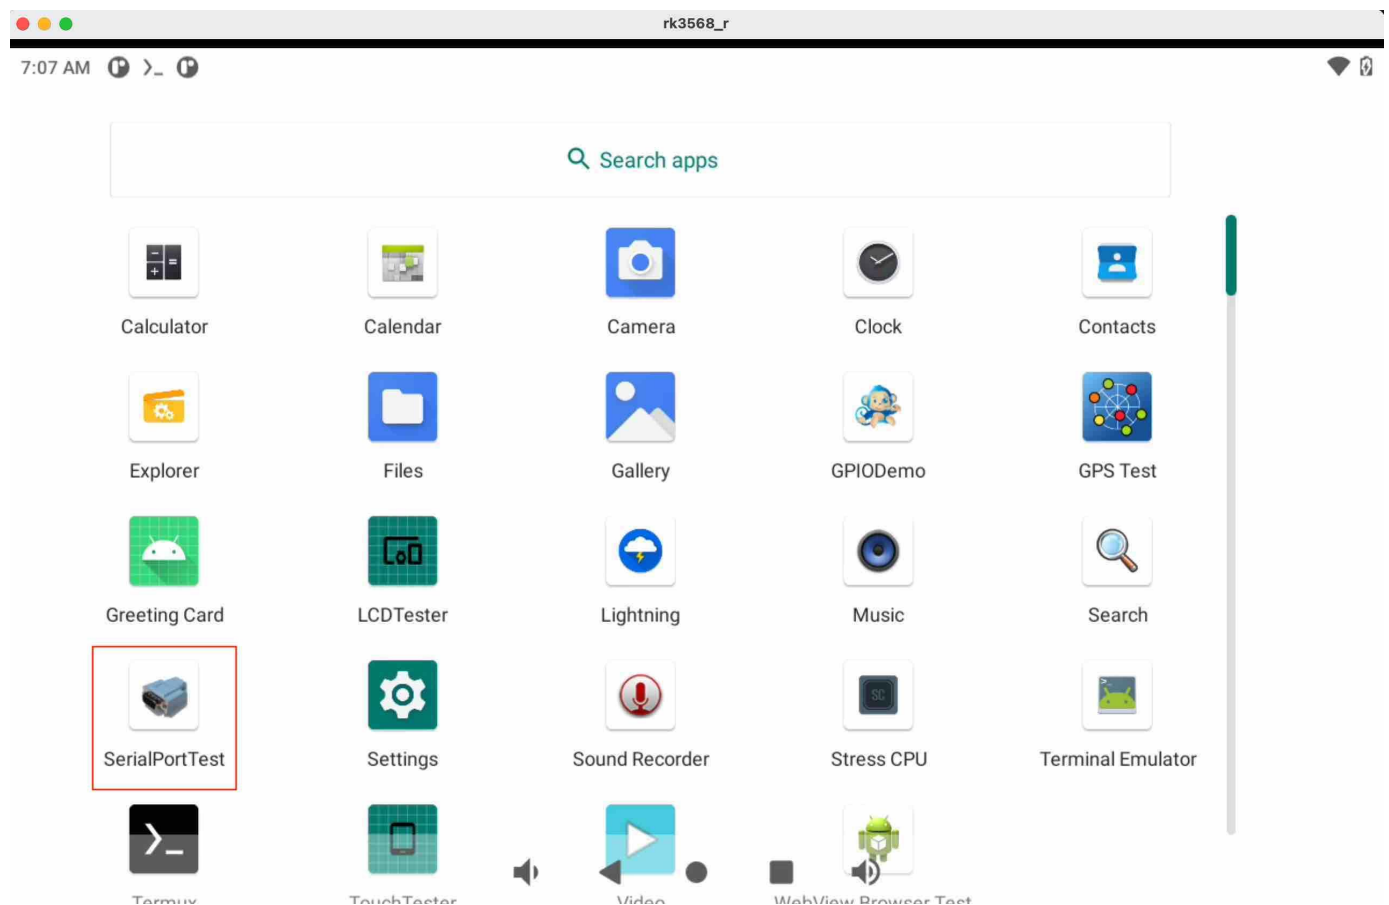 rk3568_r
7:07 AM
Search apps
Calculator
Calendar
Camera
Clock
Contacts
Explorer
Files
Gallery
GPIODemo
GPS Test
Greeting Card
LCDTester
Lightning
Music
Search
SerialPortTest
Settings
Sound Recorder
SC
Stress CPU
Terminal Emulator
Termux
TouchTester
Video
WebView Browser Test